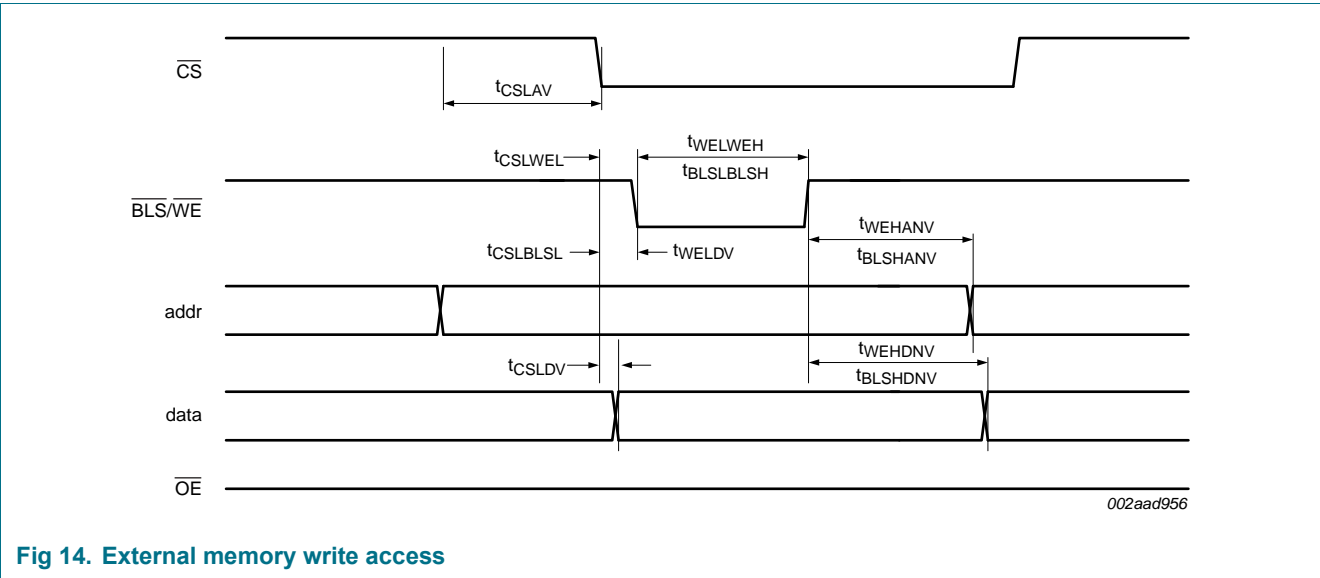 CS
tCSLAV
tCSLWEL
tWELWEH
tBLSLBLSH
BLS/WE
tCSLBLSL
tWELDV
tWEHANV
tBLSHANV
addr
tCSLDV
tWEHDNV
tBLSHDNV
data
OE
002aad956
Fig 14. External memory write access